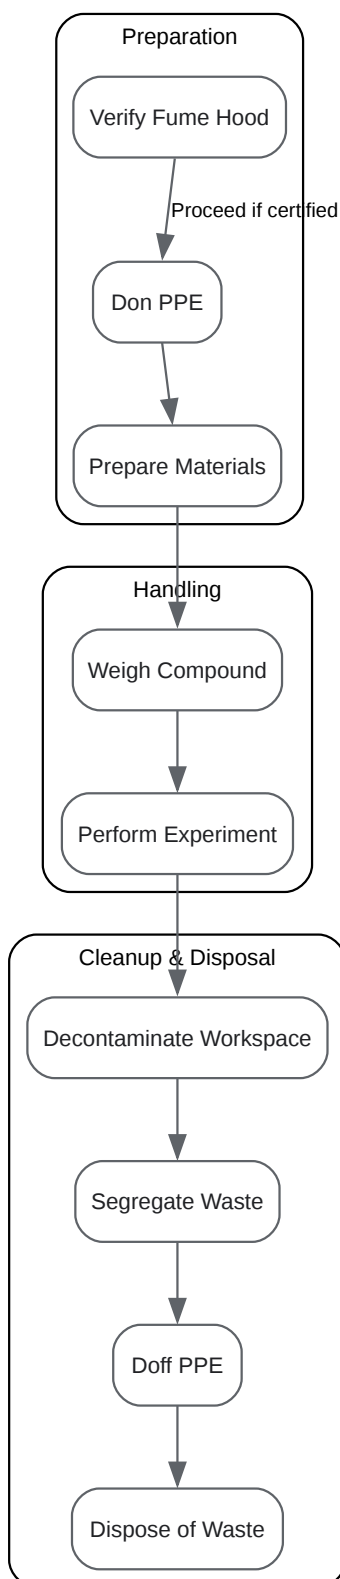 Preparation
Verify Fume Hood
Proceed if certified
Don PPE
Prepare Materials
Handling
Weigh Compound
Perform Experiment
Cleanup & Disposal
Decontaminate Workspace
Segregate Waste
Doff PPE
Dispose of Waste